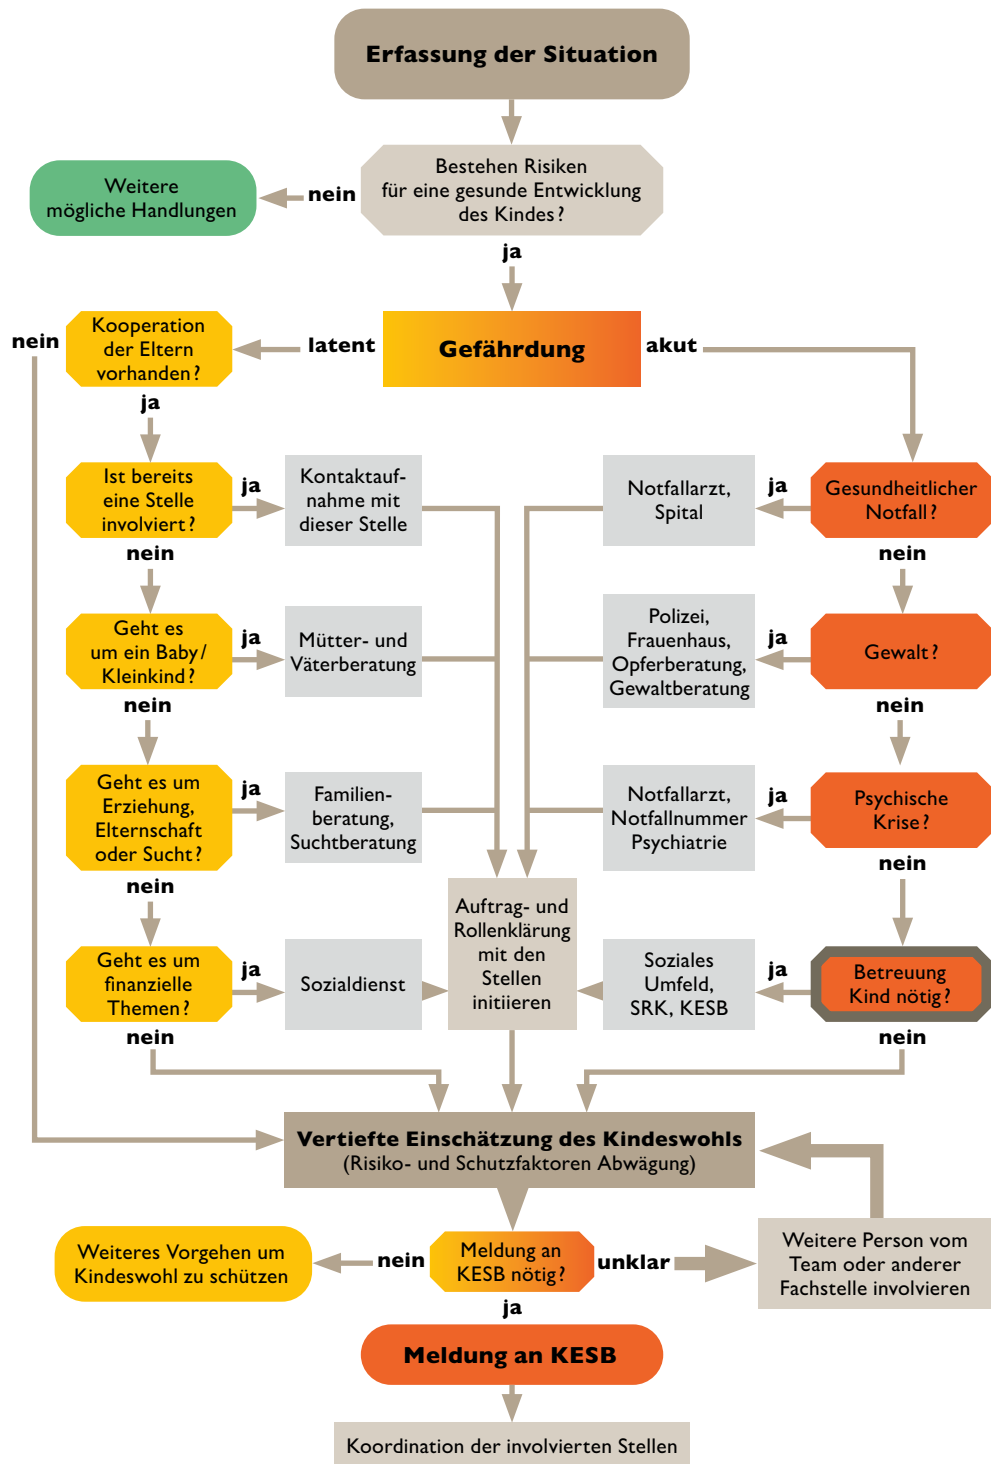 Erfassung der Situation
Bestehen Risiken
für eine gesunde Entwicklung
des Kindes?
nein
Weitere
mögliche Handlungen
ja
Gefährdung
latent
akut
Kooperation
der Eltern
vorhanden?
nein
ja
Ist bereits
eine Stelle
involviert?
ja
Kontaktauf-
nahme mit
dieser Stelle
nein
Geht es
um ein Baby/
Kleinkind?
ja
Mütter- und
Väterberatung
nein
Geht es um
Erziehung,
Elternschaft
oder Sucht?
ja
Familien-
beratung,
Suchtberatung
nein
Geht es um
finanzielle
Themen?
ja
Sozialdienst
nein
Gesundheitlicher
Notfall?
ja
Notfallarzt,
Spital
nein
Gewalt?
ja
Polizei,
Frauenhaus,
Opferberatung,
Gewaltberatung
nein
Psychische
Krise?
ja
Notfallarzt,
Notfallnummer
Psychiatrie
nein
Betreuung
Kind nötig?
ja
Soziales
Umfeld,
SRK, KESB
nein
Auftrag- und
Rollenklärung
mit den
Stellen
initiieren
Vertiefte Einschätzung des Kindeswohls
(Risiko- und Schutzfaktoren Abwägung)
Meldung an
KESB nötig?
nein
Weiteres Vorgehen um
Kindeswohl zu schützen
unklar
Weitere Person vom
Team oder anderer
Fachstelle involvieren
ja
Meldung an KESB
Koordination der involvierten Stellen